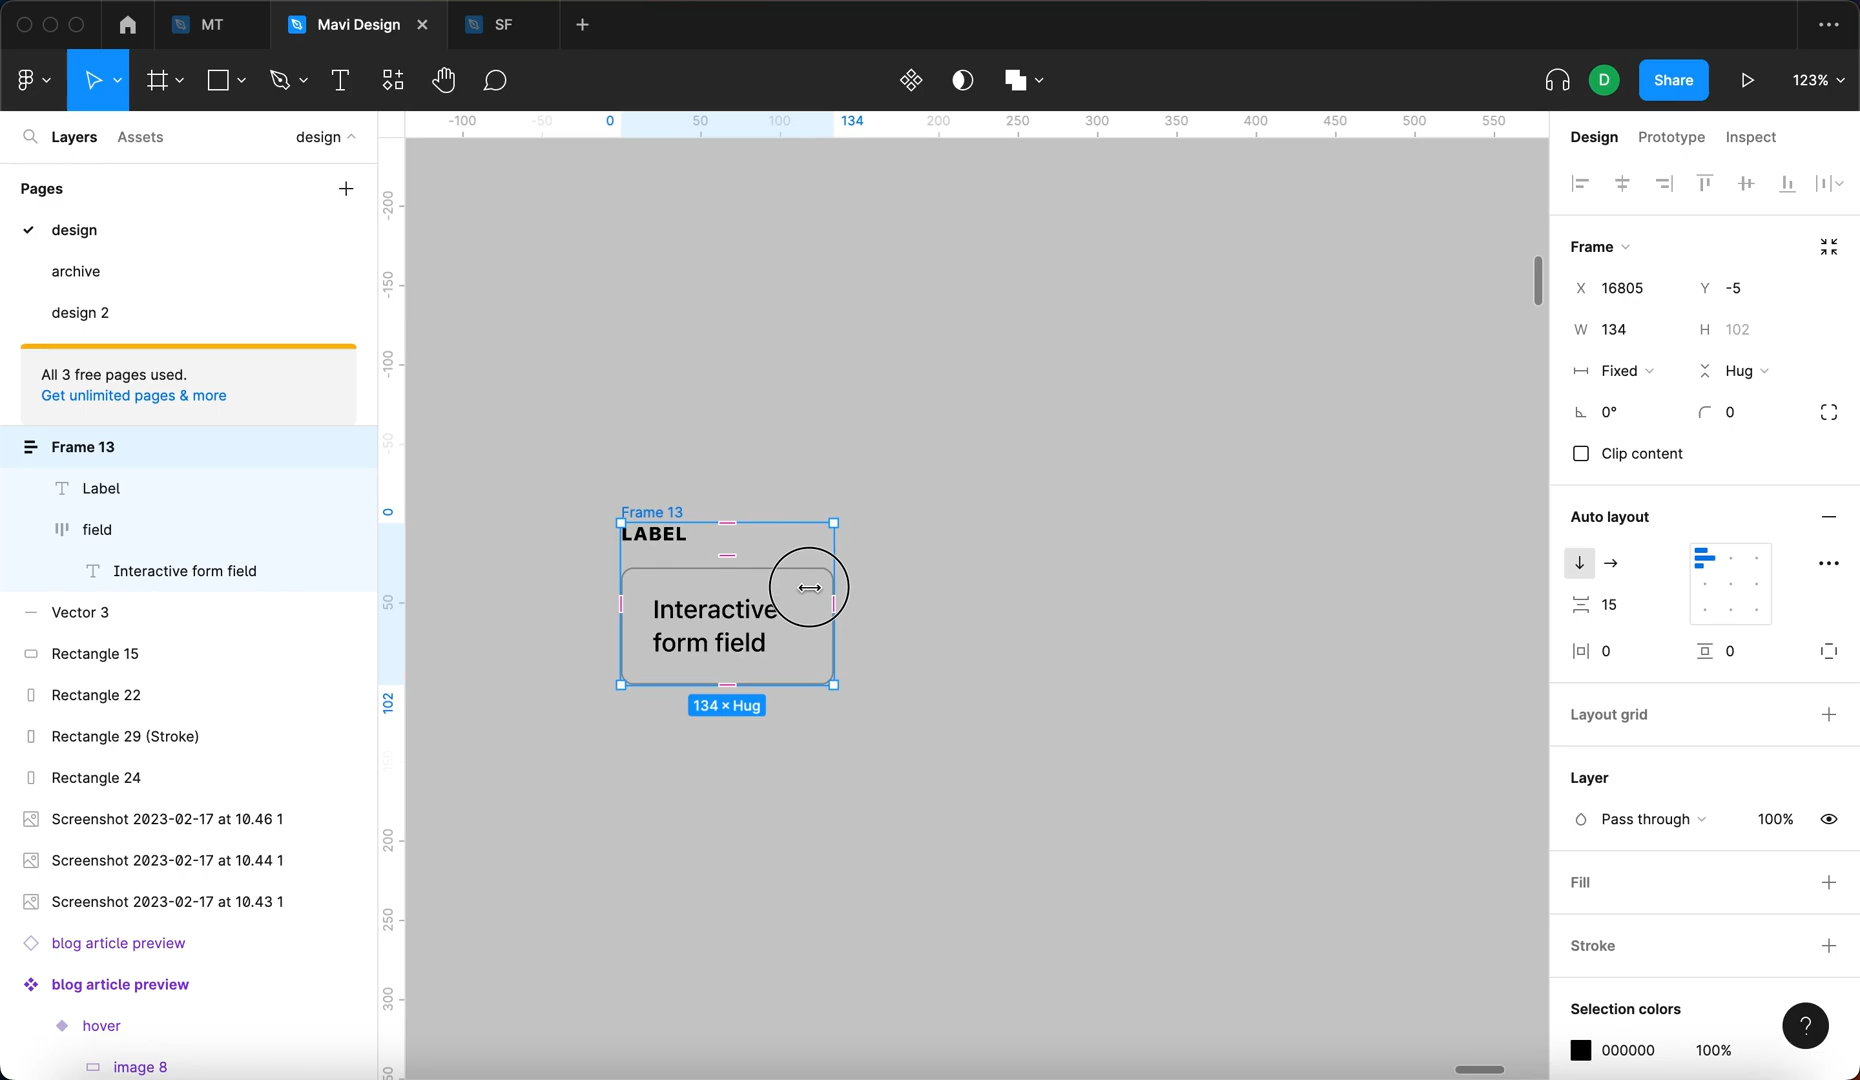 MT
Mavi Design
SF
D
Share
123%
Layers
Assets
design
-100
-50
0
50
100
134
200
250
300
350
400
450
500
550
Design
Prototype
Inspect
Pages
design
archive
design 2
All 3 free pages used.
Get unlimited pages & more
Frame 13
Label
field
Interactive form field
Vector 3
Rectangle 15
Rectangle 22
Rectangle 29 (Stroke)
Rectangle 24
Screenshot 2023-02-17 at 10.46 1
Screenshot 2023-02-17 at 10.44 1
Screenshot 2023-02-17 at 10.43 1
blog article preview
blog article preview
hover
image 8
-200
-150
-100
-50
0
50
102
150
200
250
300
Frame 13
LABEL
Interactive
form field
134 × Hug
Frame
X 16805
Y -5
W 134
H 102
Fixed
Hug
0°
0
Clip content
Auto layout
15
0
0
Layout grid
Layer
Pass through
100%
Fill
Stroke
Selection colors
000000
100%
?